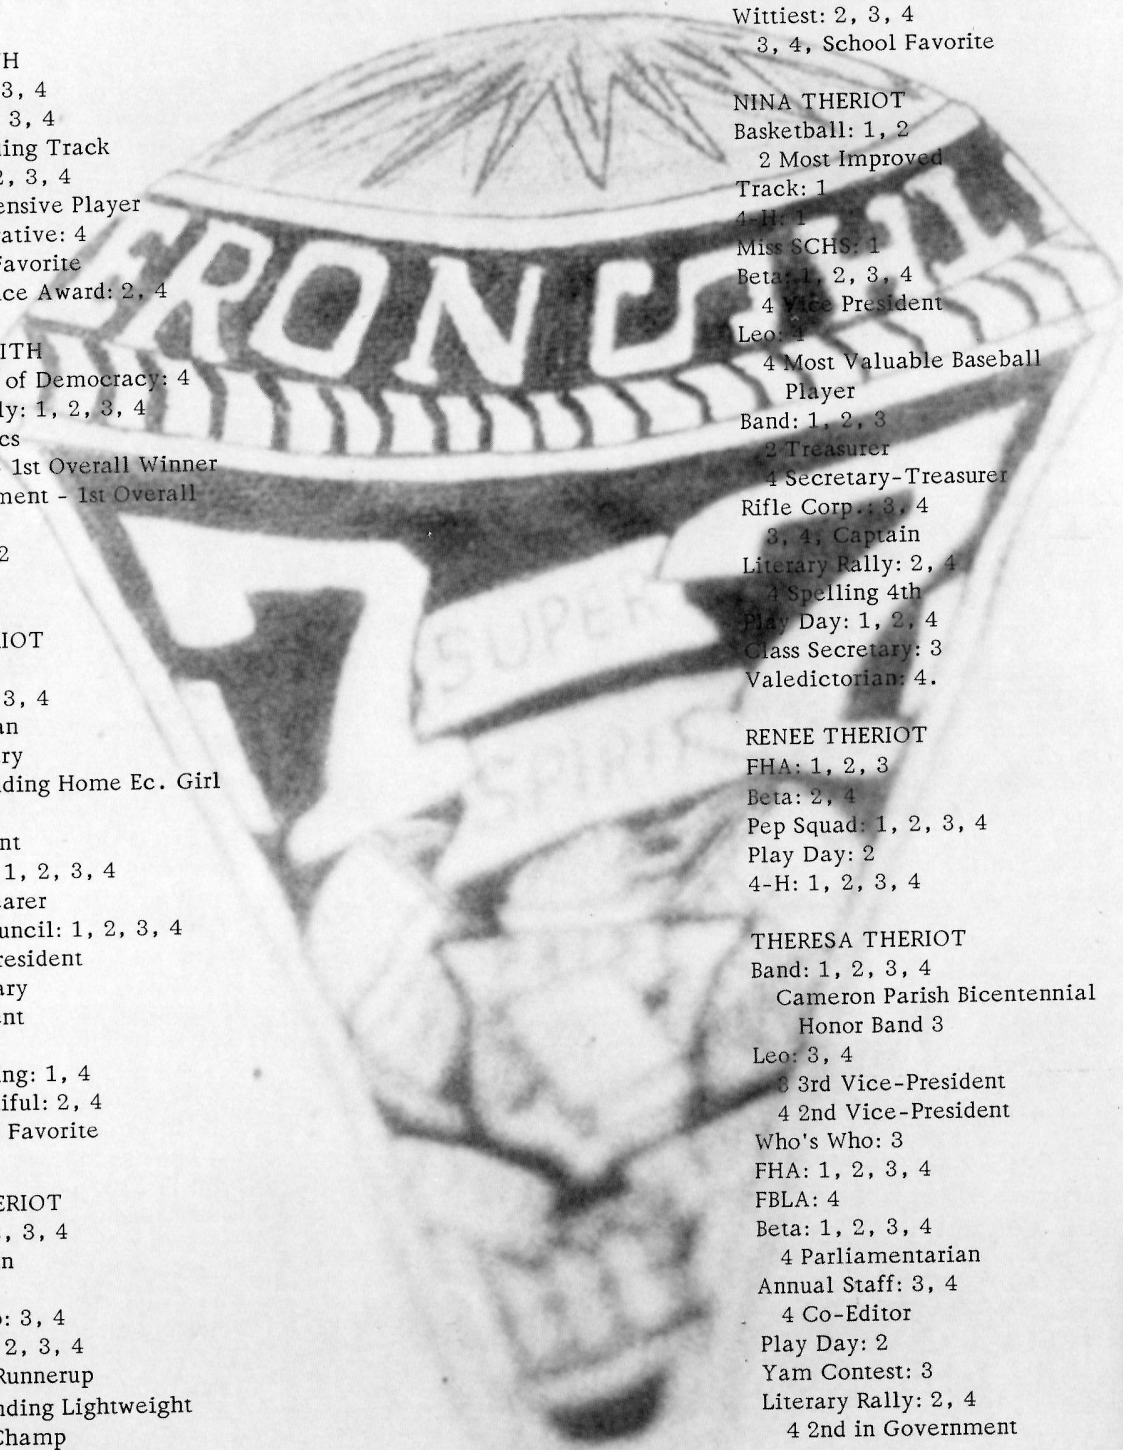 TH
3, 4
3, 4
ing Track
2, 3, 4
ensive Player
ative: 4
Favorite
ce Award: 2, 4
ITH
of Democracy: 4
ly: 1, 2, 3, 4
cs
1st Overall Winner
ment - 1st Overall
2
IOT
3, 4
an
ry
ding Home Ec. Girl
nt
1, 2, 3, 4
arer
uncil: 1, 2, 3, 4
resident
ary
ent
ng: 1, 4
iful: 2, 4
Favorite
ERIOT
, 3, 4
n
: 3, 4
2, 3, 4
Runnerup
nding Lightweight
Champ
ERON
SUPER
SPIRITS
Wittiest: 2, 3, 4
3, 4, School Favorite
NINA THERIOT
Basketball: 1, 2
2 Most Improved
Track: 1
4-H: 1
Miss SCHS: 1
Beta: 1, 2, 3, 4
4 Vice President
Leo: 4
4 Most Valuable Baseball
Player
Band: 1, 2, 3
2 Treasurer
4 Secretary-Treasurer
Rifle Corp.: 3, 4
3, 4, Captain
Literary Rally: 2, 4
4 Spelling 4th
Play Day: 1, 2, 4
Class Secretary: 3
Valedictorian: 4.
RENEE THERIOT
FHA: 1, 2, 3
Beta: 2, 4
Pep Squad: 1, 2, 3, 4
Play Day: 2
4-H: 1, 2, 3, 4
THERESA THERIOT
Band: 1, 2, 3, 4
Cameron Parish Bicentennial
Honor Band 3
Leo: 3, 4
3 3rd Vice-President
4 2nd Vice-President
Who's Who: 3
FHA: 1, 2, 3, 4
FBLA: 4
Beta: 1, 2, 3, 4
4 Parliamentarian
Annual Staff: 3, 4
4 Co-Editor
Play Day: 2
Yam Contest: 3
Literary Rally: 2, 4
4 2nd in Government